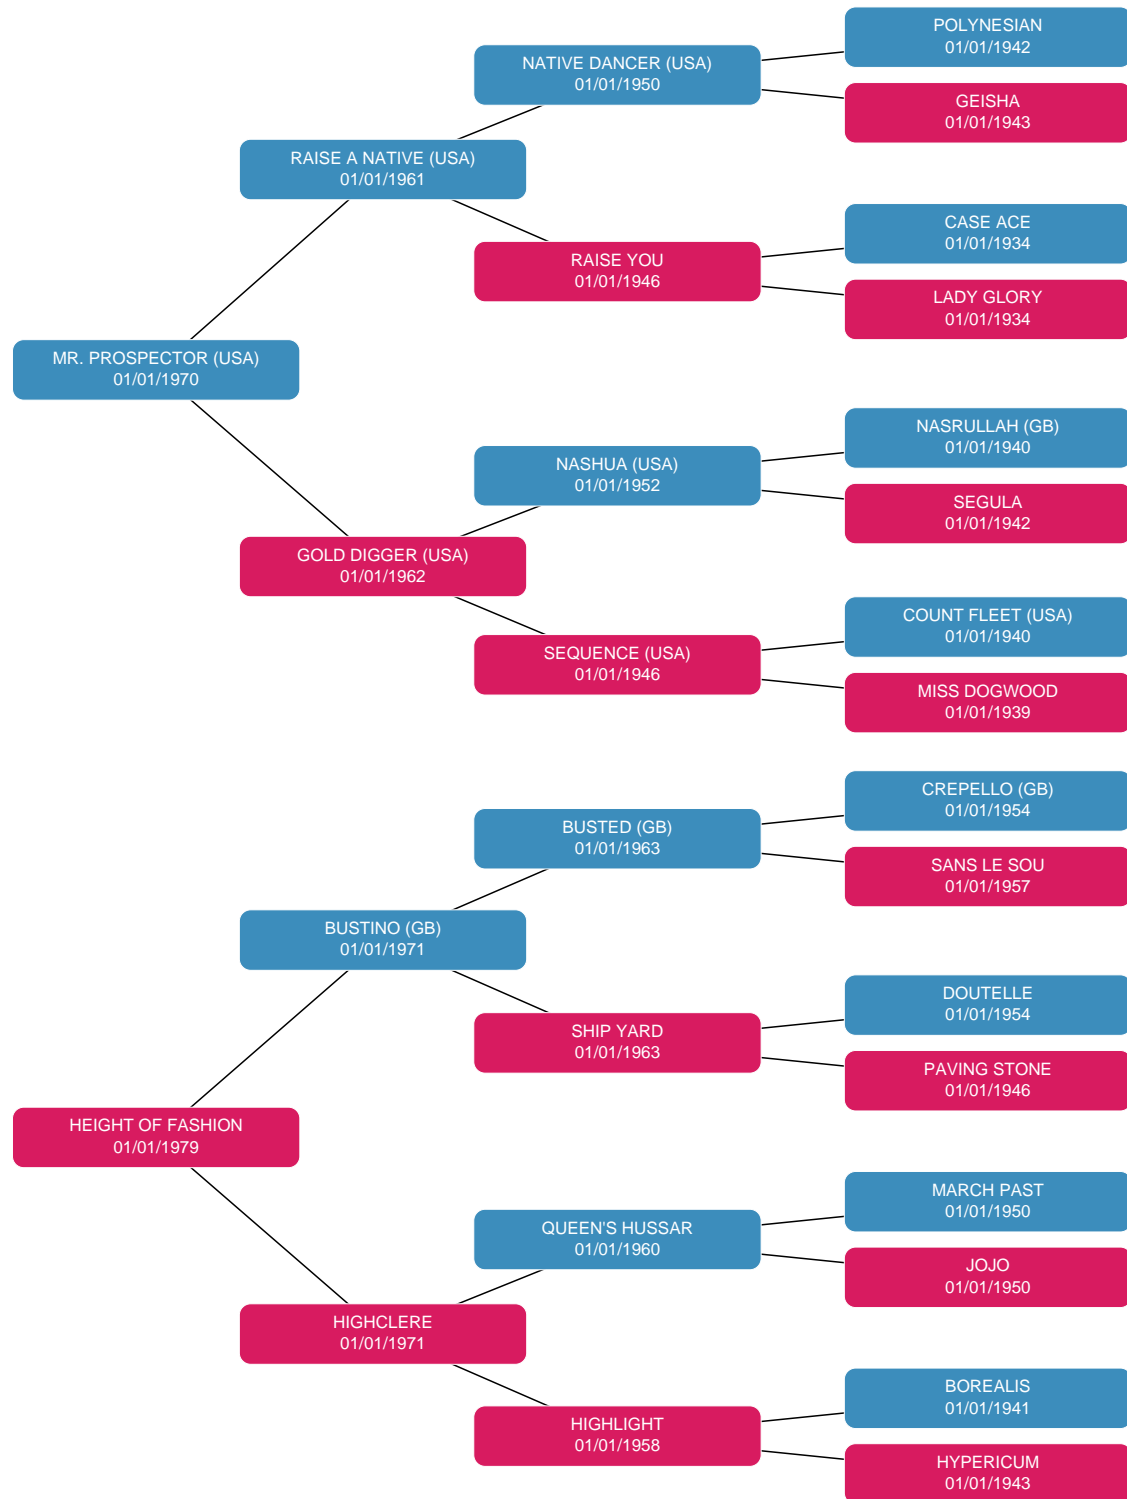 POLYNESIAN
01/01/1942
NATIVE DANCER (USA)
01/01/1950
GEISHA
01/01/1943
RAISE A NATIVE (USA)
01/01/1961
CASE ACE
01/01/1934
RAISE YOU
01/01/1946
LADY GLORY
01/01/1934
MR. PROSPECTOR (USA)
01/01/1970
NASRULLAH (GB)
01/01/1940
NASHUA (USA)
01/01/1952
SEGULA
01/01/1942
GOLD DIGGER (USA)
01/01/1962
COUNT FLEET (USA)
01/01/1940
SEQUENCE (USA)
01/01/1946
MISS DOGWOOD
01/01/1939
CREPELLO (GB)
01/01/1954
BUSTED (GB)
01/01/1963
SANS LE SOU
01/01/1957
BUSTINO (GB)
01/01/1971
DOUTELLE
01/01/1954
SHIP YARD
01/01/1963
PAVING STONE
01/01/1946
HEIGHT OF FASHION
01/01/1979
MARCH PAST
01/01/1950
QUEEN'S HUSSAR
01/01/1960
JOJO
01/01/1950
HIGHCLERE
01/01/1971
BOREALIS
01/01/1941
HIGHLIGHT
01/01/1958
HYPERICUM
01/01/1943